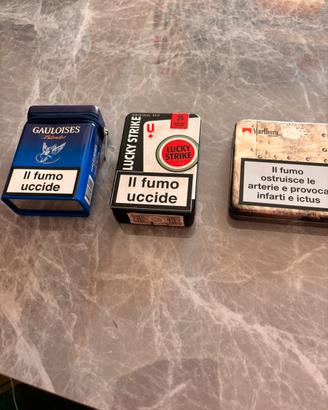 GAULOISES
Blondes
Il fumo
uccide
LUCKY STRIKE
U
LUCKY
STRIKE
Il fumo
uccide
Marlboro
Il fumo
ostruisce le
arterie e provoca
infarti e ictus